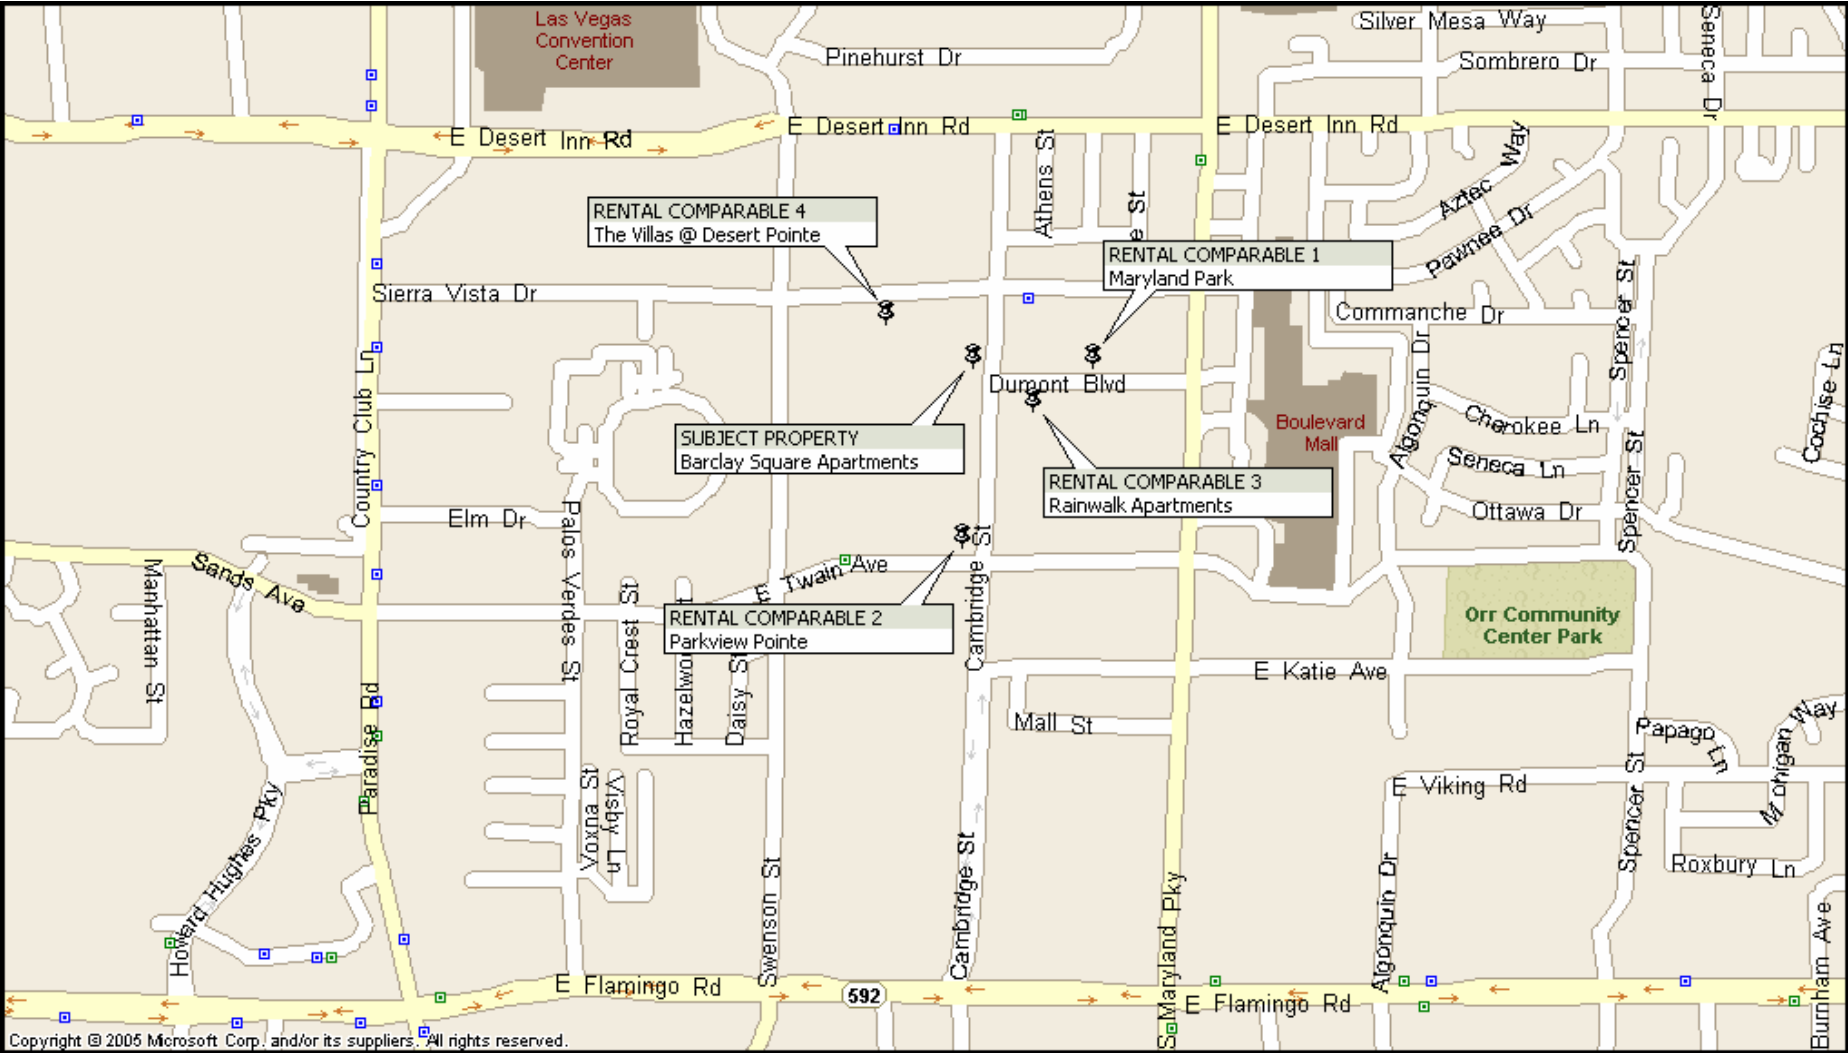 Las Vegas
Convention
Center
Pinehurst Dr
Silver Mesa Way
Sombrero Dr
Seneca Dr
E Desert Inn Rd
E Desert Inn Rd
E Desert Inn Rd
Athens St
e St
Aztec Way
Pawnee Dr
RENTAL COMPARABLE 4
The Villas @ Desert Pointe
RENTAL COMPARABLE 1
Maryland Park
Sierra Vista Dr
Commanche Dr
Spencer St
Country Club Ln
Dumont Blvd
Algonquin Dr
Cochise Ln
Boulevard
Mall
Cherokee Ln
SUBJECT PROPERTY
Barclay Square Apartments
Seneca Ln
RENTAL COMPARABLE 3
Rainwalk Apartments
Ottawa Dr
Spencer St
Elm Dr
Palos Verdes St
Manhattan St
Sands Ave
E Twain Ave
Cambridge St
Royal Crest St
Hazelwo
t
Daisy St
RENTAL COMPARABLE 2
Parkview Pointe
Orr Community
Center Park
E Katie Ave
Mall St
Paradise Rd
Papago Ln
Mohigan Way
E Viking Rd
Spencer St
Voxna St
Visby Ln
Howard Hughes Pky
Swenson St
Cambridge St
S Maryland Pky
Algonquin Dr
Roxbury Ln
Burnham Ave
E Flamingo Rd
592
E Flamingo Rd
Copyright © 2005 Microsoft Corp. and/or its suppliers. All rights reserved.